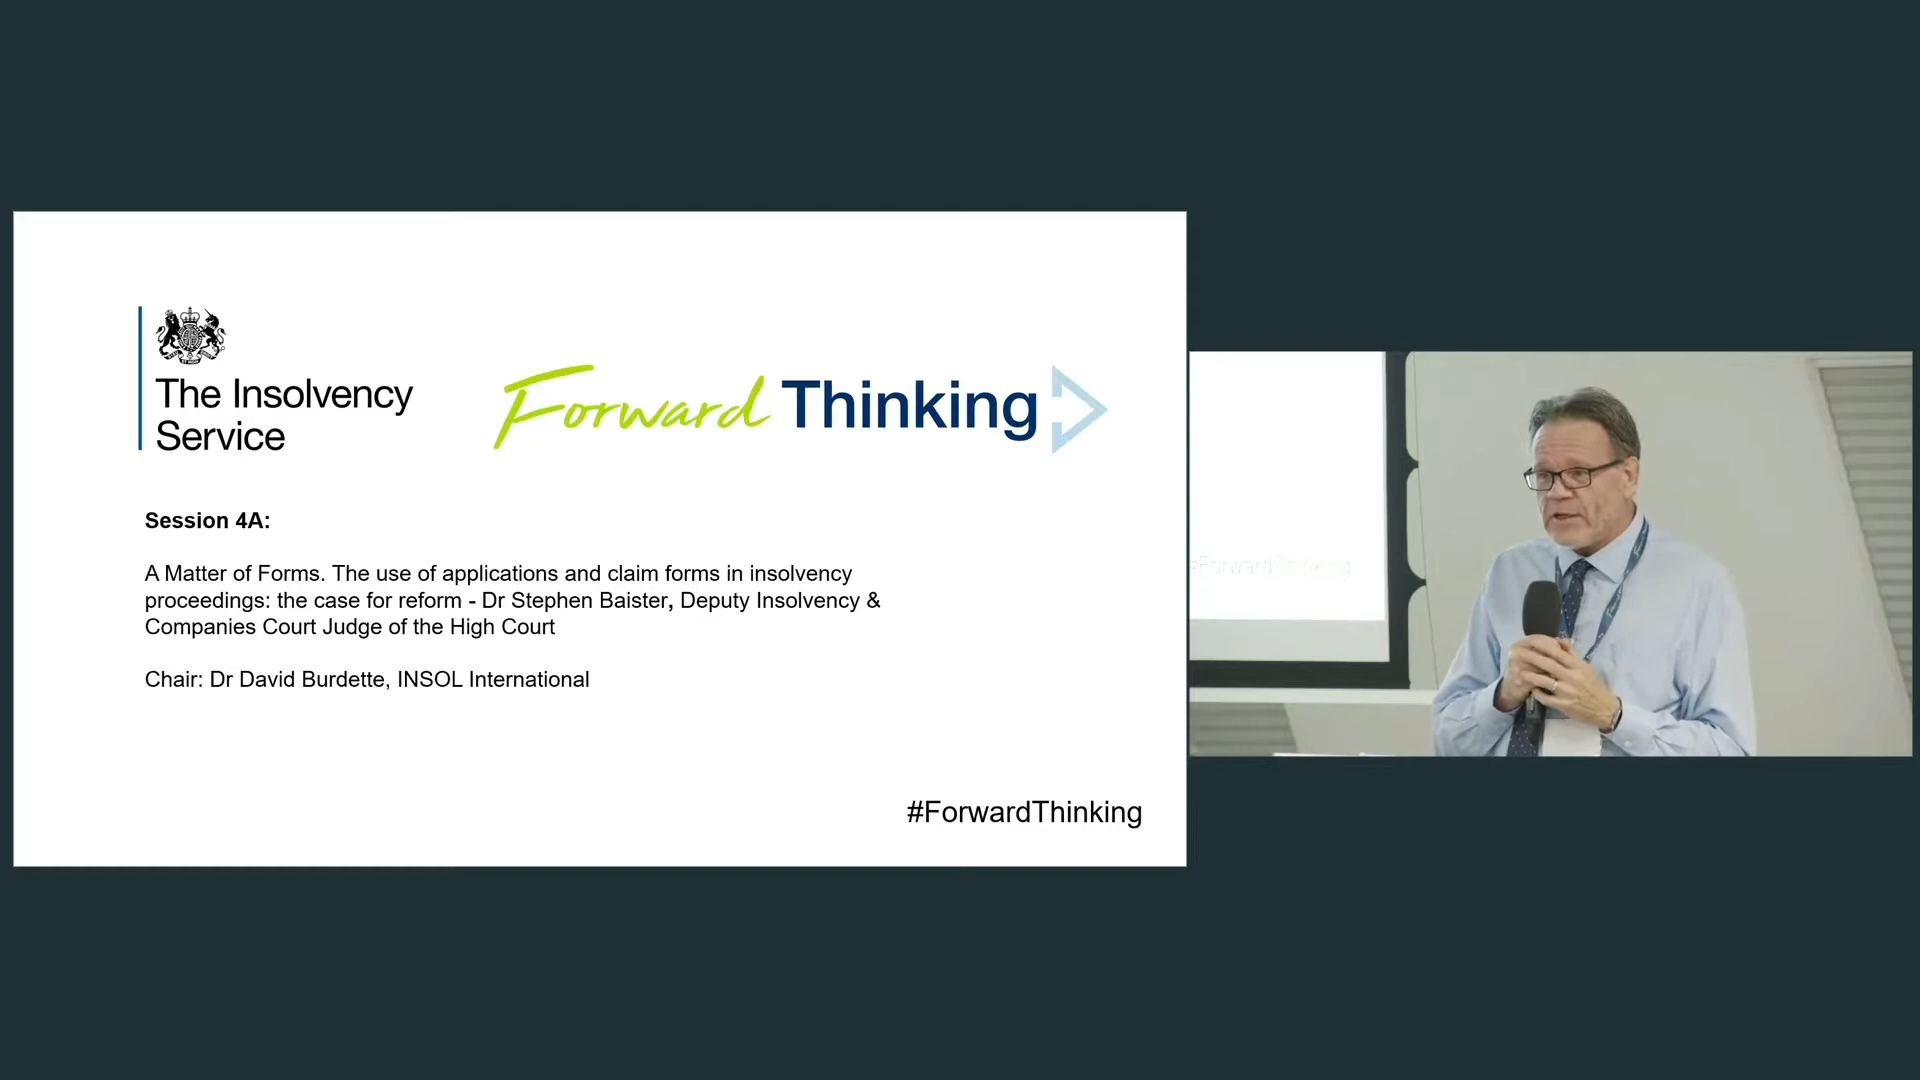 The Insolvency
Service
Forward Thinking
Session 4A:
A Matter of Forms. The use of applications and claim forms in insolvency
proceedings: the case for reform - Dr Stephen Baister, Deputy Insolvency &
Companies Court Judge of the High Court
Chair: Dr David Burdette, INSOL International
#ForwardThinking
#ForwardThinking